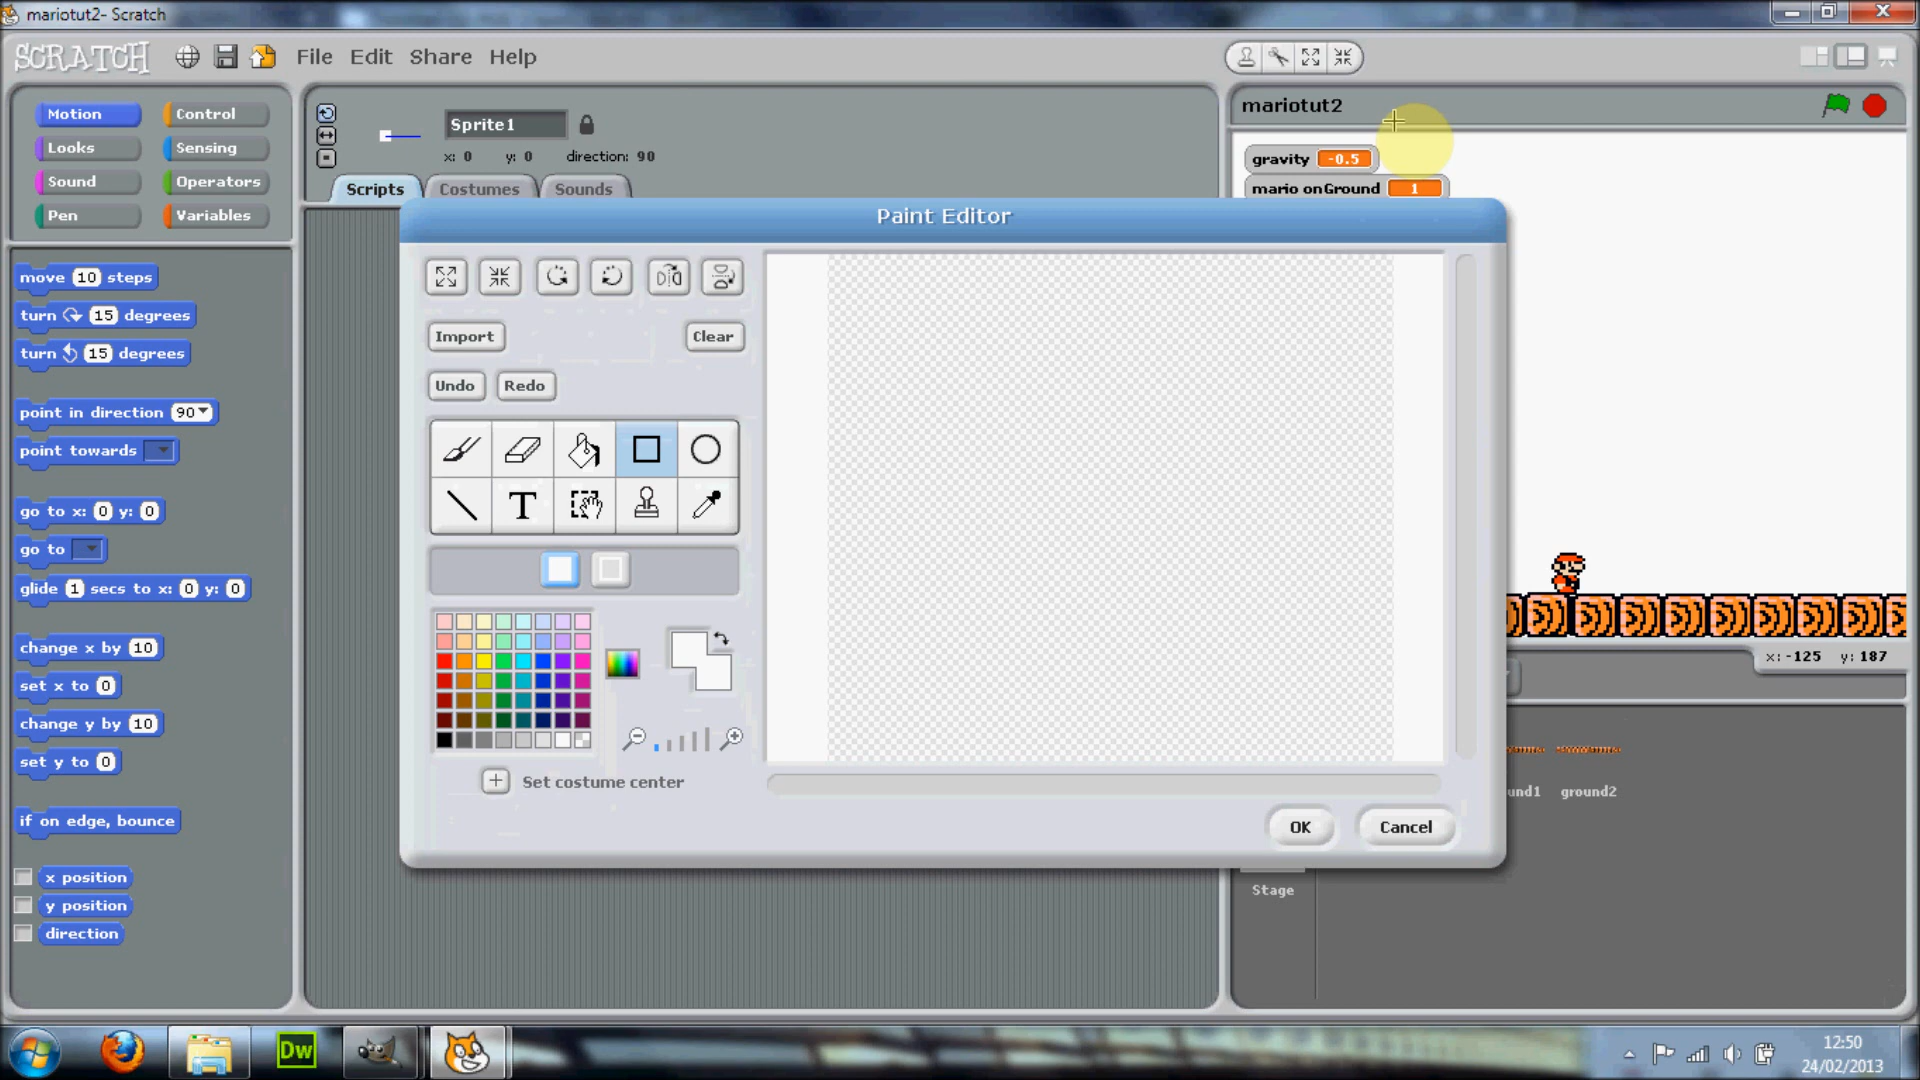 mariotut2- Scratch
SCRATCH File Edit Share Help
Motion Control
Looks Sensing
Sound Operators
Pen Variables
Sprite1
x: 0 y: 0 direction: 90
Scripts Costumes Sounds
mariotut2
gravity -0.5
mario onGround 1
move 10 steps
turn 15 degrees
turn 15 degrees
point in direction 90
point towards
go to x: 0 y: 0
go to
glide 1 secs to x: 0 y: 0
change x by 10
set x to 0
change y by 10
set y to 0
if on edge, bounce
x position
y position
direction
Paint Editor
Import Clear
Undo Redo
T
Set costume center
OK Cancel
x: -125 y: 187
und1 ground2
Stage
Dw
12:50
24/02/2013